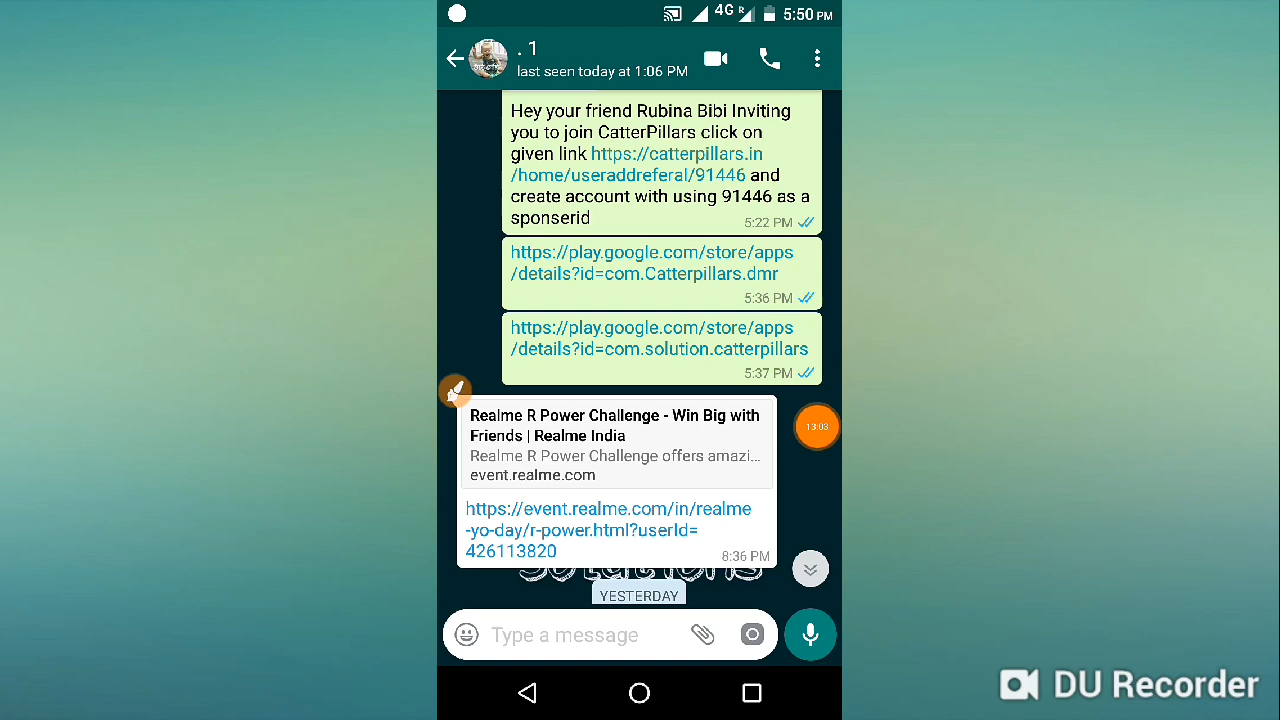 4G R 5:50 PM
. 1
last seen today at 1:06 PM
Hey your friend Rubina Bibi Inviting
you to join CatterPillars click on
given link https://catterpillars.in
/home/useraddreferal/91446 and
create account with using 91446 as a
sponserid
5:22 PM
https://play.google.com/store/apps
/details?id=com.Catterpillars.dmr
5:36 PM
https://play.google.com/store/apps
/details?id=com.solution.catterpillars
5:37 PM
Realme R Power Challenge - Win Big with
Friends | Realme India
Realme R Power Challenge offers amazi...
event.realme.com
13:03
https://event.realme.com/in/realme
-yo-day/r-power.html?userId=
426113820
8:36 PM
YESTERDAY
Type a message
DU Recorder